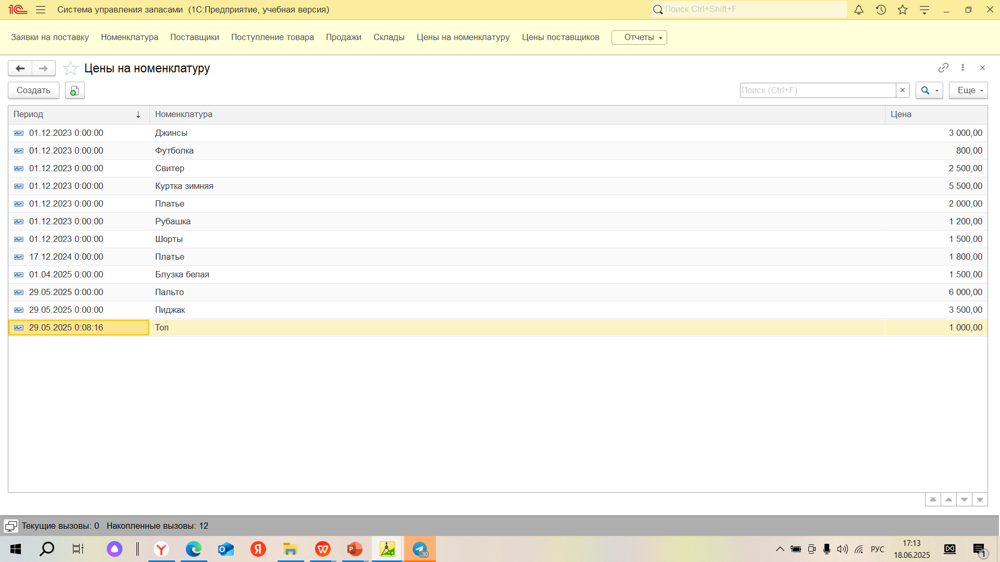 1С Система управления запасами (1С:Предприятие, учебная версия) Поиск Ctrl+Shift+F
Заявки на поставку Номенклатура Поставщики Поступление товара Продажи Склады Цены на номенклатуру Цены поставщиков Отчеты
Цены на номенклатуру
Создать Поиск (Ctrl+F) × Еще
Период ↓ Номенклатура Цена
01.12.2023 0:00:00 Джинсы 3 000,00
01.12.2023 0:00:00 Футболка 800,00
01.12.2023 0:00:00 Свитер 2 500,00
01.12.2023 0:00:00 Куртка зимняя 5 500,00
01.12.2023 0:00:00 Платье 2 000,00
01.12.2023 0:00:00 Рубашка 1 200,00
01.12.2023 0:00:00 Шорты 1 500,00
17.12.2024 0:00:00 Платье 1 800,00
01.04.2025 0:00:00 Блузка белая 1 500,00
29.05.2025 0:00:00 Пальто 6 000,00
29.05.2025 0:00:00 Пиджак 3 500,00
29.05.2025 0:08:16 Топ 1 000,00
Текущие вызовы: 0 Накопленные вызовы: 12
РУС 17:13
18.06.2025
1